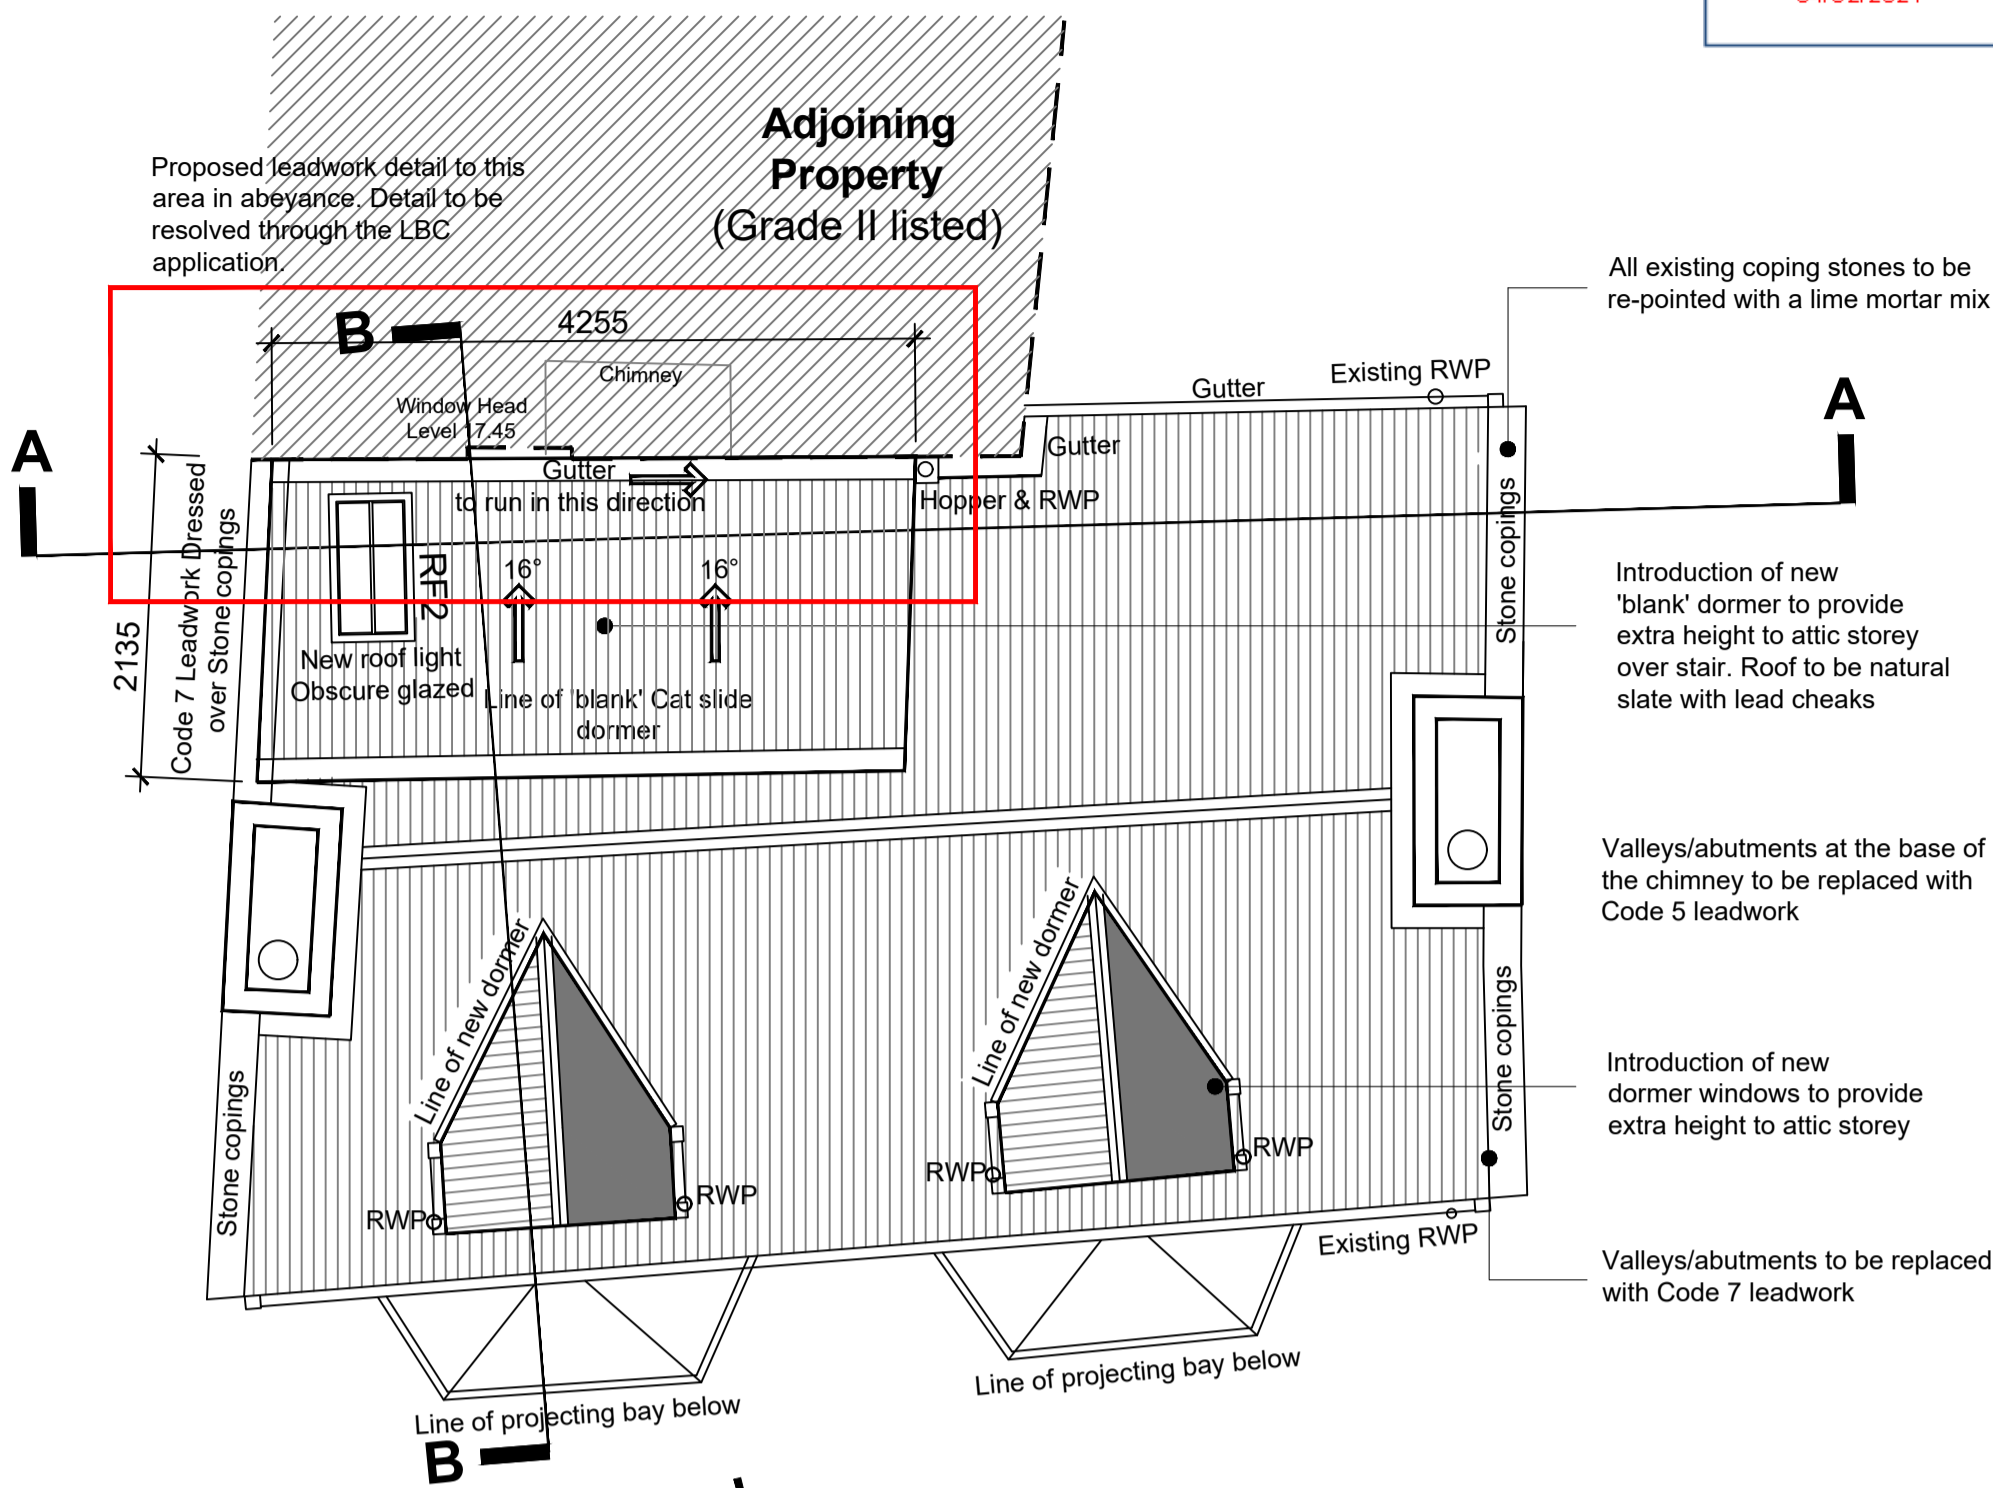 Adjoining
Property
(Grade II listed)
Proposed leadwork detail to this
area in abeyance. Detail to be
resolved through the LBC
application.
All existing coping stones to be
re-pointed with a lime mortar mix
B
4255
Chimney
Window Head
Level 17.45
Gutter
Existing RWP
A
A
Gutter
Gutter
to run in this direction
Hopper & RWP
Code 7 Leadwork Dressed
over Stone copings
2135
RF2
16°
16°
Stone copings
New roof light
Obscure glazed
Line of 'blank' Cat slide
dormer
Introduction of new
'blank' dormer to provide
extra height to attic storey
over stair. Roof to be natural
slate with lead cheaks
Valleys/abutments at the base of
the chimney to be replaced with
Code 5 leadwork
Line of new dormer
Line of new dormer
Stone copings
Stone copings
Introduction of new
dormer windows to provide
extra height to attic storey
RWP
RWP
RWP
RWP
Existing RWP
Valleys/abutments to be replaced
with Code 7 leadwork
Line of projecting bay below
Line of projecting bay below
B